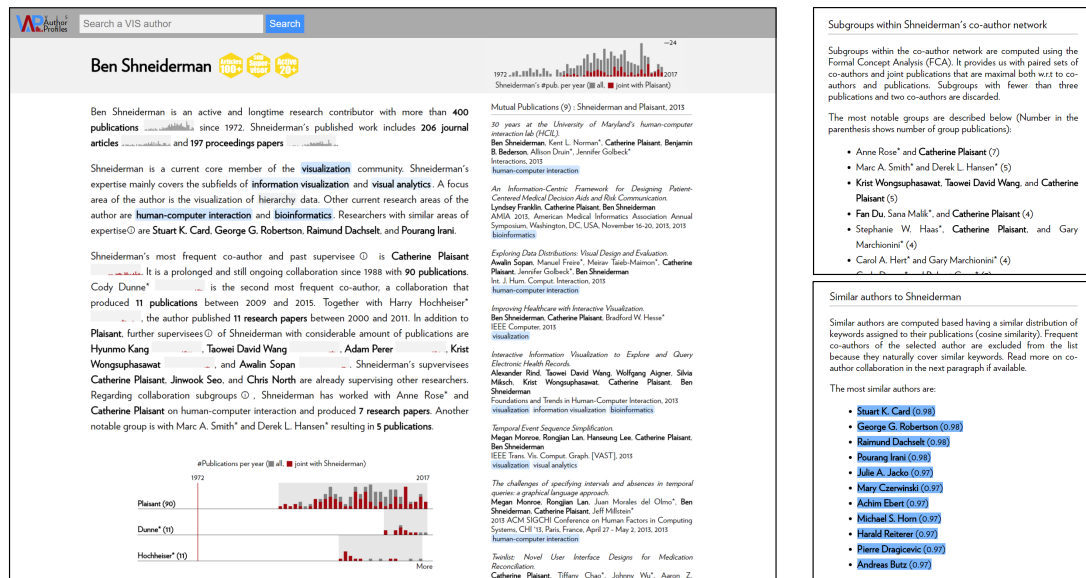 VIS Author Profiles
Search a VIS author
Search
Ben Shneiderman
Articles 100+
Active 20+
24
1972
2017
Shneiderman's #pub. per year (all, joint with Plaisant)
Ben Shneiderman is an active and longtime research contributor with more than 400
publications since 1972. Shneiderman's published work includes 206 journal
articles and 197 proceedings papers .
Shneiderman is a current core member of the visualization community. Shneiderman's
expertise mainly covers the subfields of information visualization and visual analytics . A focus
area of the author is the visualization of hierarchy data. Other current research areas of the
author are human-computer interaction and bioinformatics . Researchers with similar areas of
expertiseⓘ are Stuart K. Card, George G. Robertson, Raimund Dachselt, and Pourang Irani.
Shneiderman's most frequent co-author and past supervisee ⓘ is Catherine Plaisant
. It is a prolonged and still ongoing collaboration since 1988 with 90 publications.
Cody Dunne* is the second most frequent co-author, a collaboration that
produced 11 publications between 2009 and 2015. Together with Harry Hochheiser*
, the author published 11 research papers between 2000 and 2011. In addition to
Plaisant, further superviseesⓘ of Shneiderman with considerable amount of publications are
Hyunmo Kang , Taowei David Wang , Adam Perer , Krist
Wongsuphasawat , and Awalin Sopan . Shneiderman's supvervisees
Catherine Plaisant, Jinwook Seo, and Chris North are already supervising other researchers.
Regarding collaboration subgroups ⓘ , Shneiderman has worked with Anne Rose* and
Catherine Plaisant on human-computer interaction and produced 7 research papers. Another
notable group is with Marc A. Smith* and Derek L. Hansen* resulting in 5 publications.
#Publications per year (all, joint with Shneiderman)
1972
2017
Plaisant (90)
Dunne* (11)
Hochheiser* (11)
More
Mutual Publications (9) : Shneiderman and Plaisant, 2013
30 years at the University of Maryland's human-computer
interaction lab (HCIL).
Ben Shneiderman, Kent L. Norman*, Catherine Plaisant, Benjamin
B. Bederson, Allison Druin*, Jennifer Golbeck*
Interactions, 2013
human-computer interaction
An Information-Centric Framework for Designing Patient-
Centered Medical Decision Aids and Risk Communication.
Lyndsey Franklin, Catherine Plaisant, Ben Shneiderman
AMIA 2013, American Medical Informatics Association Annual
Symposium, Washington, DC, USA, November 16-20, 2013, 2013
bioinformatics
Exploring Data Distributions: Visual Design and Evaluation.
Awalin Sopan, Manuel Freire*, Meirav Taieb-Maimon*, Catherine
Plaisant, Jennifer Golbeck*, Ben Shneiderman
Int. J. Hum. Comput. Interaction, 2013
human-computer interaction
Improving Healthcare with Interactive Visualization.
Ben Shneiderman, Catherine Plaisant, Bradford W. Hesse*
IEEE Computer, 2013
visualization
Interactive Information Visualization to Explore and Query
Electronic Health Records.
Alexander Rind, Taowei David Wang, Wolfgang Aigner, Silvia
Miksch, Krist Wongsuphasawat, Catherine Plaisant, Ben
Shneiderman
Foundations and Trends in Human-Computer Interaction, 2013
visualization information visualization bioinformatics
Temporal Event Sequence Simplification.
Megan Monroe, Rongjian Lan, Hanseung Lee, Catherine Plaisant,
Ben Shneiderman
IEEE Trans. Vis. Comput. Graph. [VAST], 2013
visualization visual analytics
The challenges of specifying intervals and absences in temporal
queries: a graphical language approach.
Megan Monroe, Rongjian Lan, Juan Morales del Olmo*, Ben
Shneiderman, Catherine Plaisant, Jeff Millstein*
2013 ACM SIGCHI Conference on Human Factors in Computing
Systems, CHI '13, Paris, France, April 27 - May 2, 2013, 2013
human-computer interaction
Twinlist: Novel User Interface Designs for Medication
Reconciliation.
Catherine Plaisant, Tiffany Chao*, Johnny Wu*, Aaron Z.
Subgroups within Shneiderman's co-author network
Subgroups within the co-author network are computed using the
Formal Concept Analysis (FCA). It provides us with paired sets of
co-authors and joint publications that are maximal both w.r.t to co-
authors and publications. Subgroups with fewer than three
publications and two co-authors are discarded.
The most notable groups are described below (Number in the
parenthesis shows number of group publications):
• Anne Rose* and Catherine Plaisant (7)
• Marc A. Smith* and Derek L. Hansen* (5)
• Krist Wongsuphasawat, Taowei David Wang, and Catherine
Plaisant (5)
• Fan Du, Sana Malik*, and Catherine Plaisant (4)
• Stephanie W. Haas*, Catherine Plaisant, and Gary
Marchionini* (4)
• Carol A. Hert* and Gary Marchionini* (4)
Similar authors to Shneiderman
Similar authors are computed based having a similar distribution of
keywords assigned to their publications (cosine similarity). Frequent
co-authors of the selected author are excluded from the list
because they naturally cover similar keywords. Read more on co-
author collaboration in the next paragraph if available.
The most similar authors are:
• Stuart K. Card (0.98)
• George G. Robertson (0.98)
• Raimund Dachselt (0.98)
• Pourang Irani (0.98)
• Julie A. Jacko (0.97)
• Mary Czerwinski (0.97)
• Achim Ebert (0.97)
• Michael S. Horn (0.97)
• Harald Reiterer (0.97)
• Pierre Dragicevic (0.97)
• Andreas Butz (0.97)